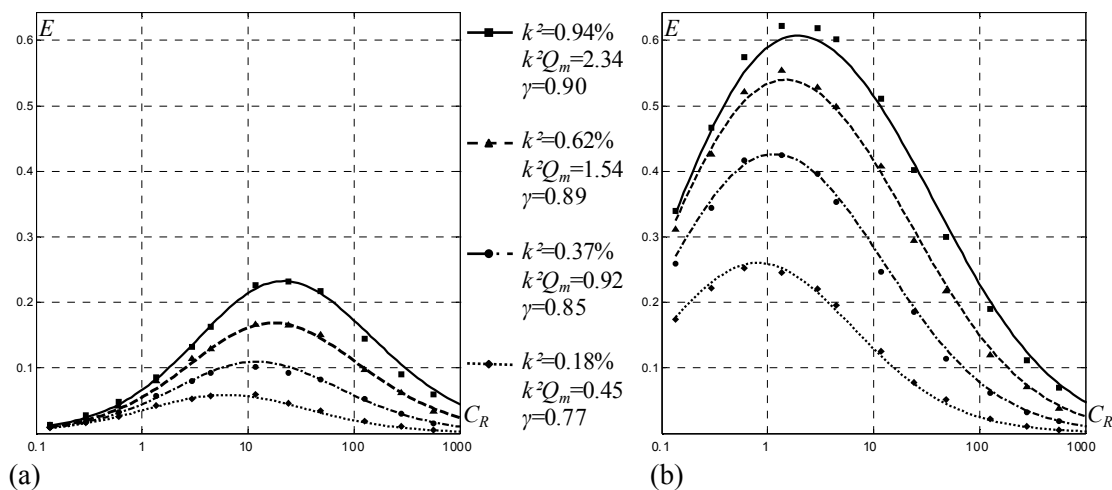 E
0.6
0.5
0.4
0.3
0.2
0.1
C_R
0.1 1 10 100 1000
(a)
k²=0.94%
k²Q_m=2.34
γ=0.90
k²=0.62%
k²Q_m=1.54
γ=0.89
k²=0.37%
k²Q_m=0.92
γ=0.85
k²=0.18%
k²Q_m=0.45
γ=0.77
E
0.6
0.5
0.4
0.3
0.2
0.1
C_R
0.1 1 10 100 1000
(b)